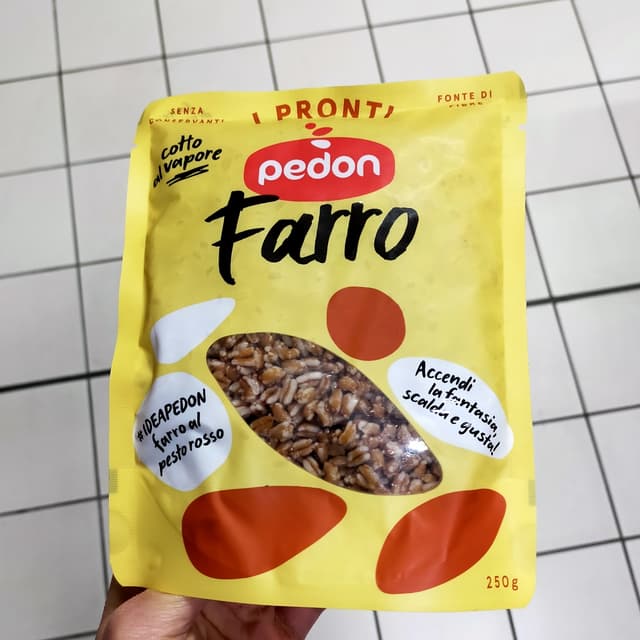 SENZA
CONSERVANTI
I PRONTI
FONTE DI
FIBRE
cotto
al vapore
pedon
Farro
#IDEAPEDON
farro al
pesto rosso
Accendi
la fantasia,
scalda e gusta!
250g